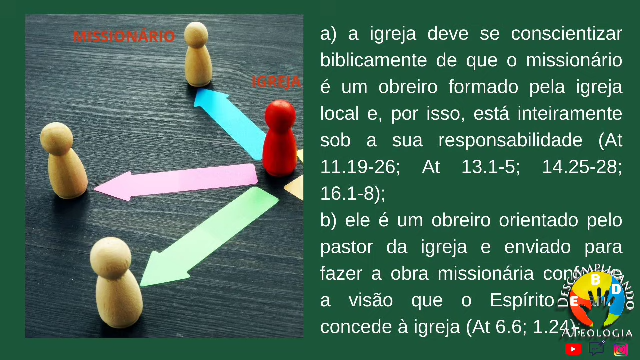 MISSIONÁRIO
IGREJA
a) a igreja deve se conscientizar
biblicamente de que o missionário
é um obreiro formado pela igreja
local e, por isso, está inteiramente
sob a sua responsabilidade (At
11.19-26; At 13.1-5; 14.25-28;
16.1-8);
b) ele é um obreiro orientado pelo
pastor da igreja e enviado para
fazer a obra missionária
a visão que o Espírito
concede à igreja (At 6.6; 1.24)
DESCOMPLICANDO
EBD
TEOLOGIA